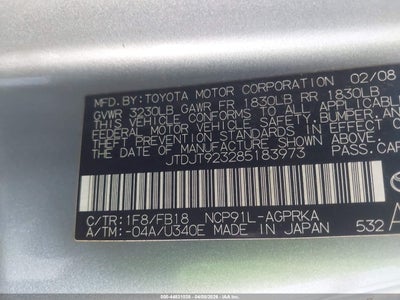 MFD.BY:TOYOTA MOTOR CORPORATION 02/08
GVWR 3230LB GAWR FR 1830LB RR 1830LB
THIS VEHICLE CONFORMS TO ALL APPLICABLE
FEDERAL MOTOR VEHICLE SAFETY, BUMPER, AND
THEFT PREVENTION STANDARDS IN EFFECT ON
THE DATE OF MANUFACTURE SHOWN ABOVE.
JTDJT923285183973 PASS.CAR
C/TR:1F8/FB18 NCP91L-AGPRKA
A/TM:-04A/U340E MADE IN JAPAN 532